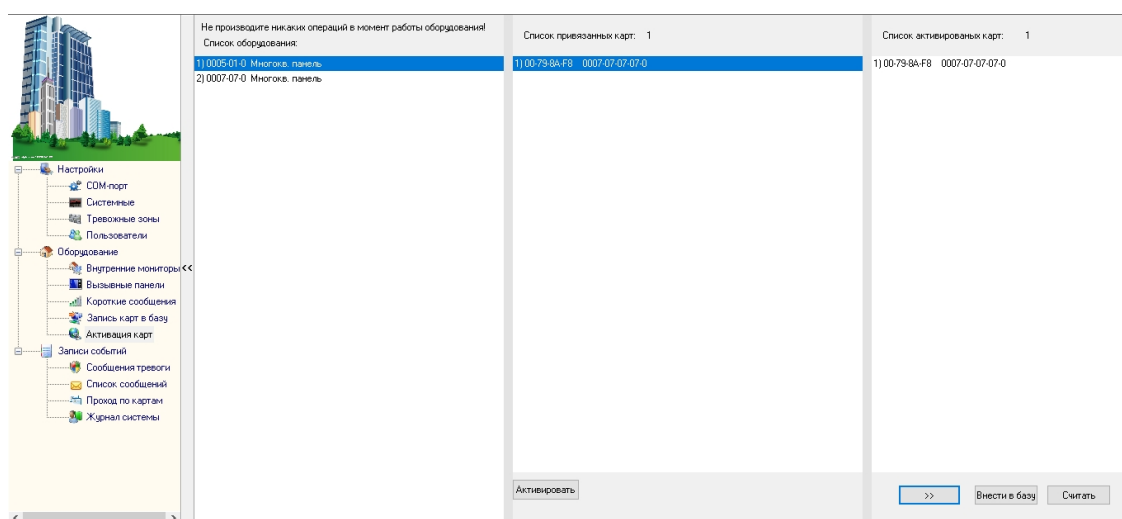 Не производите никаких операций в момент работы оборудования!
Список оборудования:
1) 0005-01-0 Многокв. панель
2) 0007-07-0 Многокв. панель
Список привязанных карт: 1
1) 00-79-8A-F8 0007-07-07-07-0
Активировать
Список активированых карт: 1
1) 00-79-8A-F8 0007-07-07-07-0
>>
Внести в базу
Считать
Настройки
COM-порт
Системные
Тревожные зоны
Пользователи
Оборудование
Внутренние мониторы
<<
Вызывные панели
Короткие сообщения
Запись карт в базу
Активация карт
Записи событий
Сообщения тревоги
Список сообщений
Проход по картам
Журнал системы